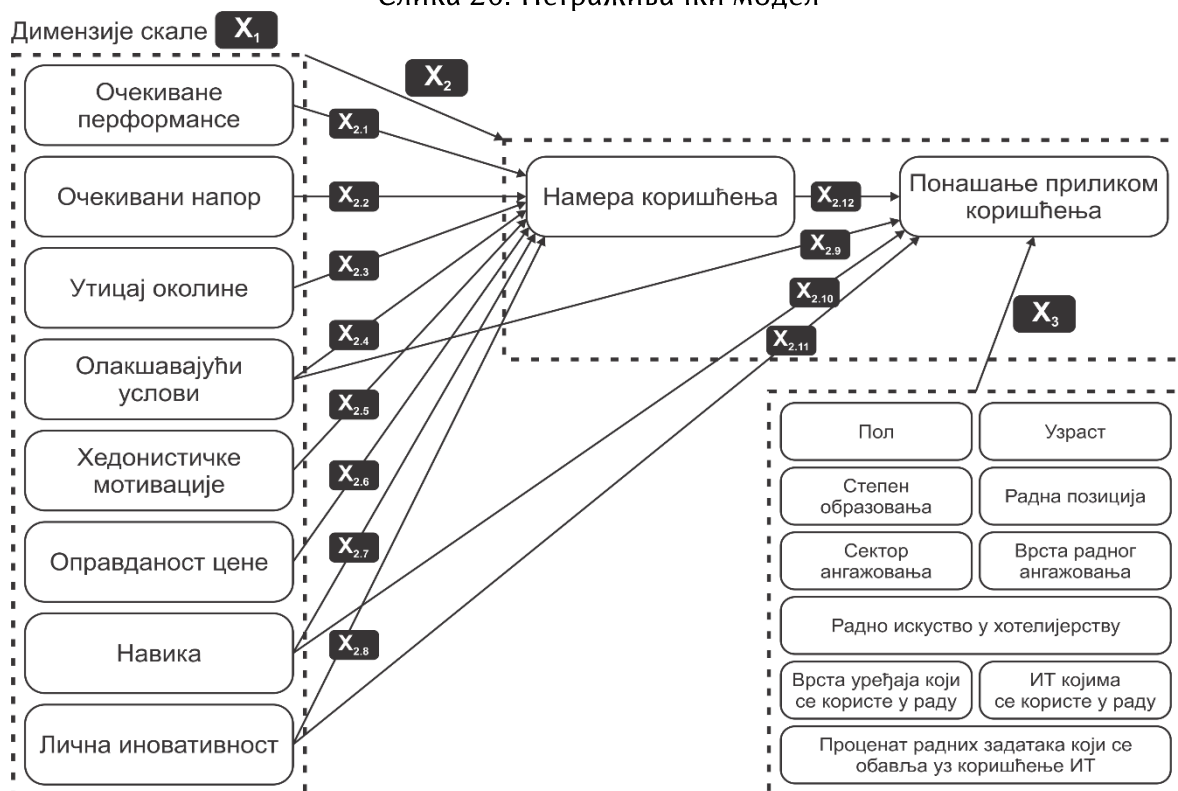 Слика 20. Истраживачки модел
Димензије скале X₁
X₂
Очекиване
перформансе
X₂.₁
Очекивани напор
X₂.₂
Утицај околине
X₂.₃
Олакшавајући
услови
X₂.₄
Хедонистичке
мотивације
X₂.₅
Оправданост цене
X₂.₆
Навика
X₂.₇
Лична иновативност
X₂.₈
Намера коришћења
X₂.₁₂
Понашање приликом
коришћења
X₂.₉
X₂.₁₀
X₂.₁₁
X₃
Пол
Узраст
Степен
образовања
Радна позиција
Сектор
ангажовања
Врста радног
ангажовања
Радно искуство у хотелијерству
Врста уређаја који
се користе у раду
ИТ којима
се користе у раду
Проценат радних задатака који се
обавља уз коришћење ИТ